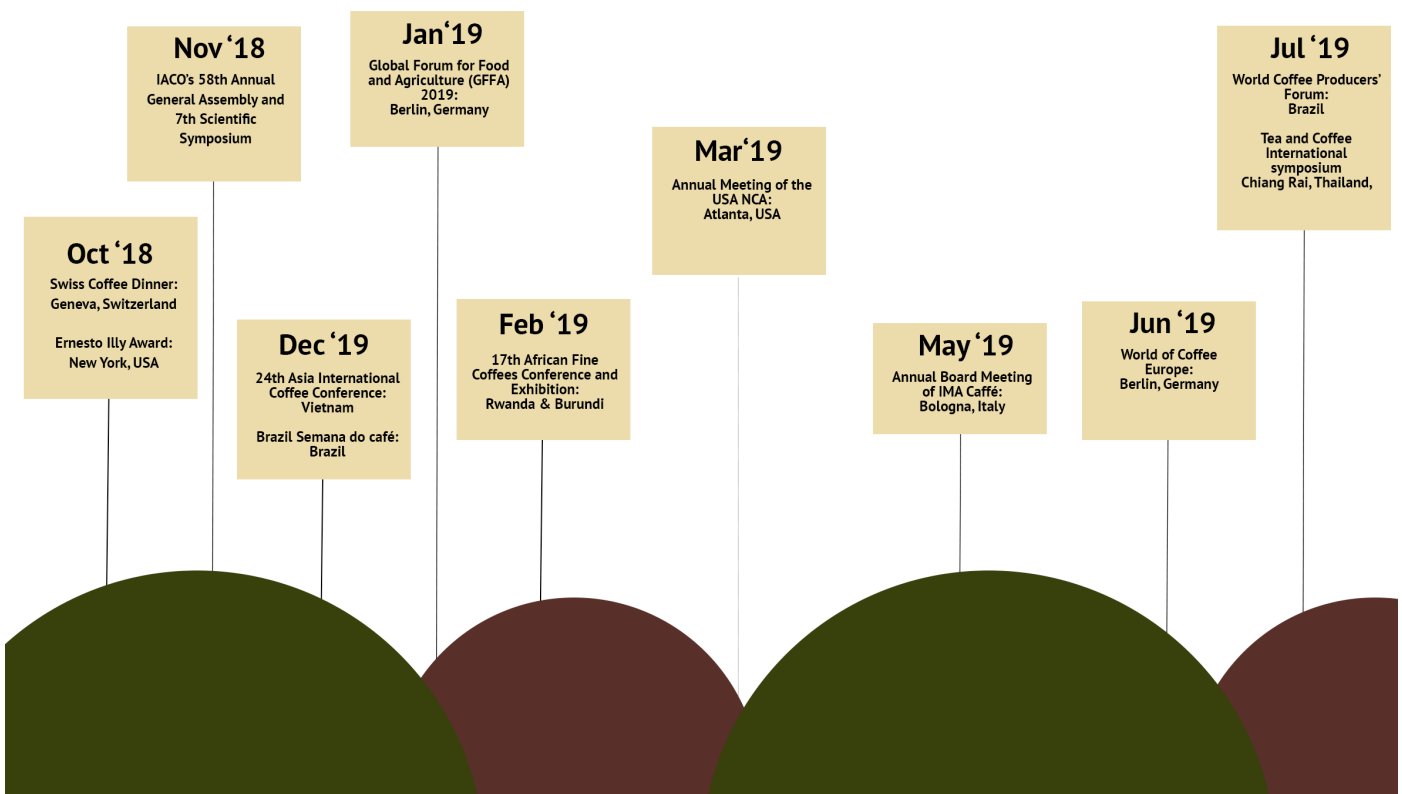 Nov ‘18
IACO's 58th Annual
General Assembly and
7th Scientific
Symposium
Jan‘19
Global Forum for Food
and Agriculture (GFFA)
2019:
Berlin, Germany
Jul ‘19
World Coffee Producers’
Forum:
Brazil
Tea and Coffee
International
symposium
Chiang Rai, Thailand,
Mar‘19
Annual Meeting of the
USA NCA:
Atlanta, USA
Oct ‘18
Swiss Coffee Dinner:
Geneva, Switzerland
Ernesto Illy Award:
New York, USA
Dec ‘19
24th Asia International
Coffee Conference:
Vietnam
Brazil Semana do café:
Brazil
Feb ‘19
17th African Fine
Coffees Conference and
Exhibition:
Rwanda & Burundi
May ‘19
Annual Board Meeting
of IMA Caffé:
Bologna, Italy
Jun ‘19
World of Coffee
Europe:
Berlin, Germany